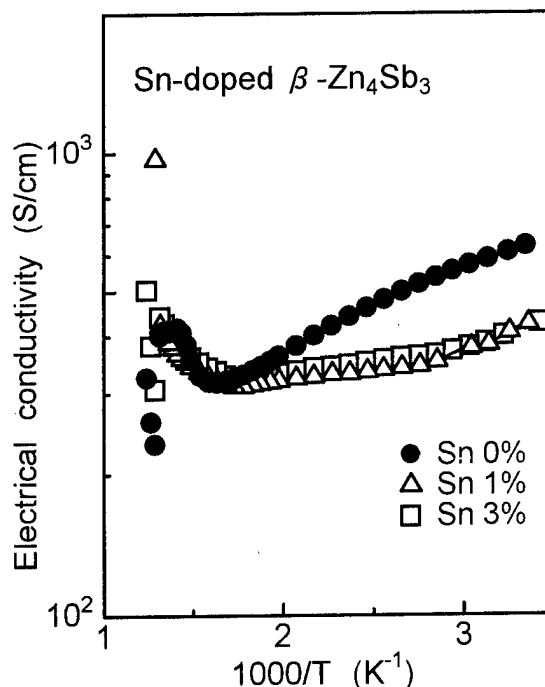 Sn-doped β-Zn₄Sb₃
Electrical conductivity (S/cm)
10³
10²
Sn 0%
Sn 1%
Sn 3%
1 2 3
1000/T (K⁻¹)